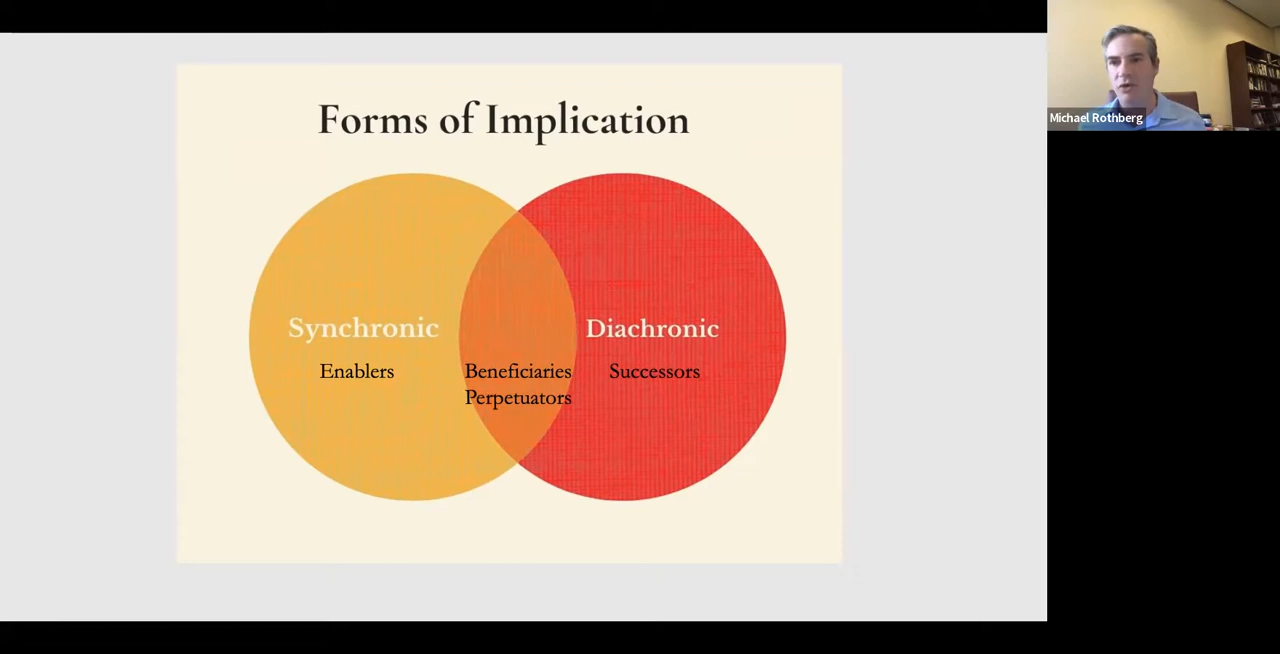 Forms of Implication
Synchronic
Diachronic
Enablers
Beneficiaries
Successors
Perpetuators
Michael Rothberg